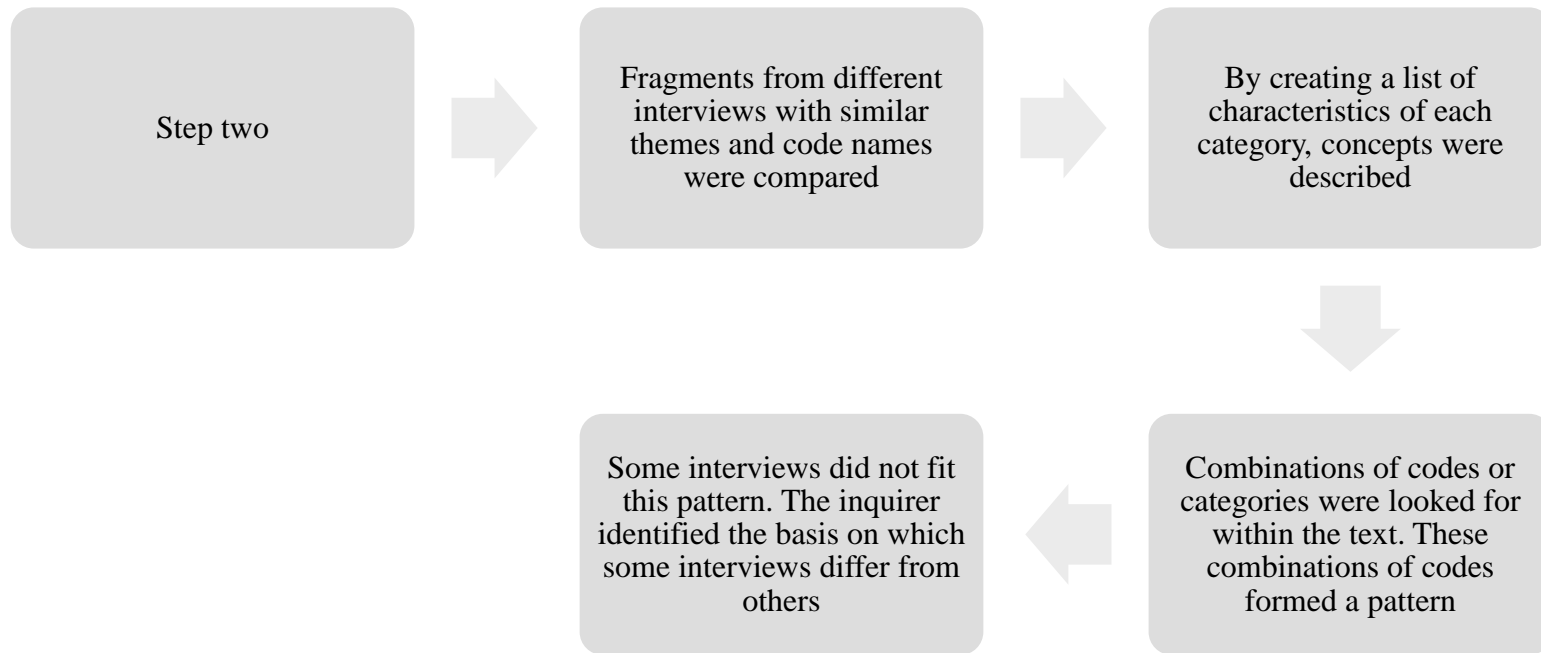 Step two
Fragments from different
interviews with similar
themes and code names
were compared
By creating a list of
characteristics of each
category, concepts were
described
Combinations of codes or
categories were looked for
within the text. These
combinations of codes
formed a pattern
Some interviews did not fit
this pattern. The inquirer
identified the basis on which
some interviews differ from
others